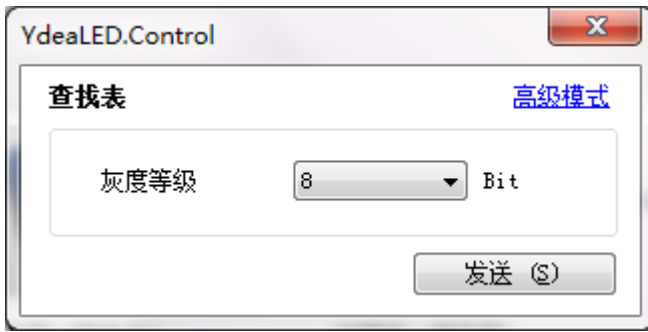 YdeaLED.Control
查找表 高级模式
灰度等级 8 Bit
发送 (S)